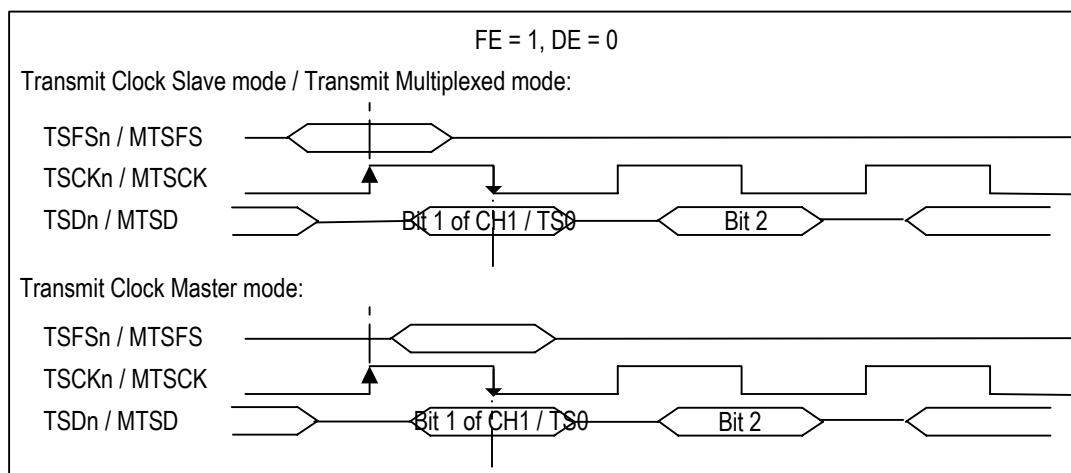 FE = 1, DE = 0
Transmit Clock Slave mode / Transmit Multiplexed mode:
TSFSn / MTSFS
TSCKn / MTSCK
TSDn / MTSD
Bit 1 of CH1 / TS0
Bit 2
Transmit Clock Master mode:
TSFSn / MTSFS
TSCKn / MTSCK
TSDn / MTSD
Bit 1 of CH1 / TS0
Bit 2